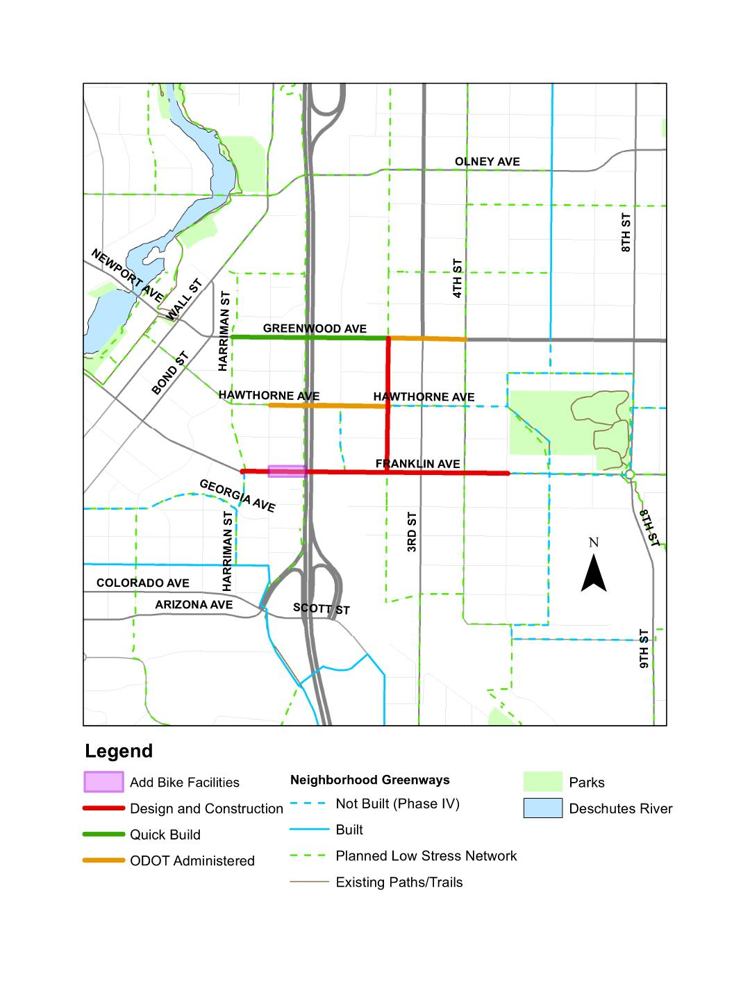 OLNEY AVE
8TH ST
NEWPORT AVE
WALL ST
HARRIMAN ST
4TH ST
GREENWOOD AVE
BOND ST
HAWTHORNE AVE
HAWTHORNE AVE
FRANKLIN AVE
GEORGIA AVE
HARRIMAN ST
3RD ST
8TH ST
N
COLORADO AVE
ARIZONA AVE
SCOTT ST
9TH ST
Legend
Add Bike Facilities
Design and Construction
Quick Build
ODOT Administered
Neighborhood Greenways
Not Built (Phase IV)
Built
Planned Low Stress Network
Existing Paths/Trails
Parks
Deschutes River